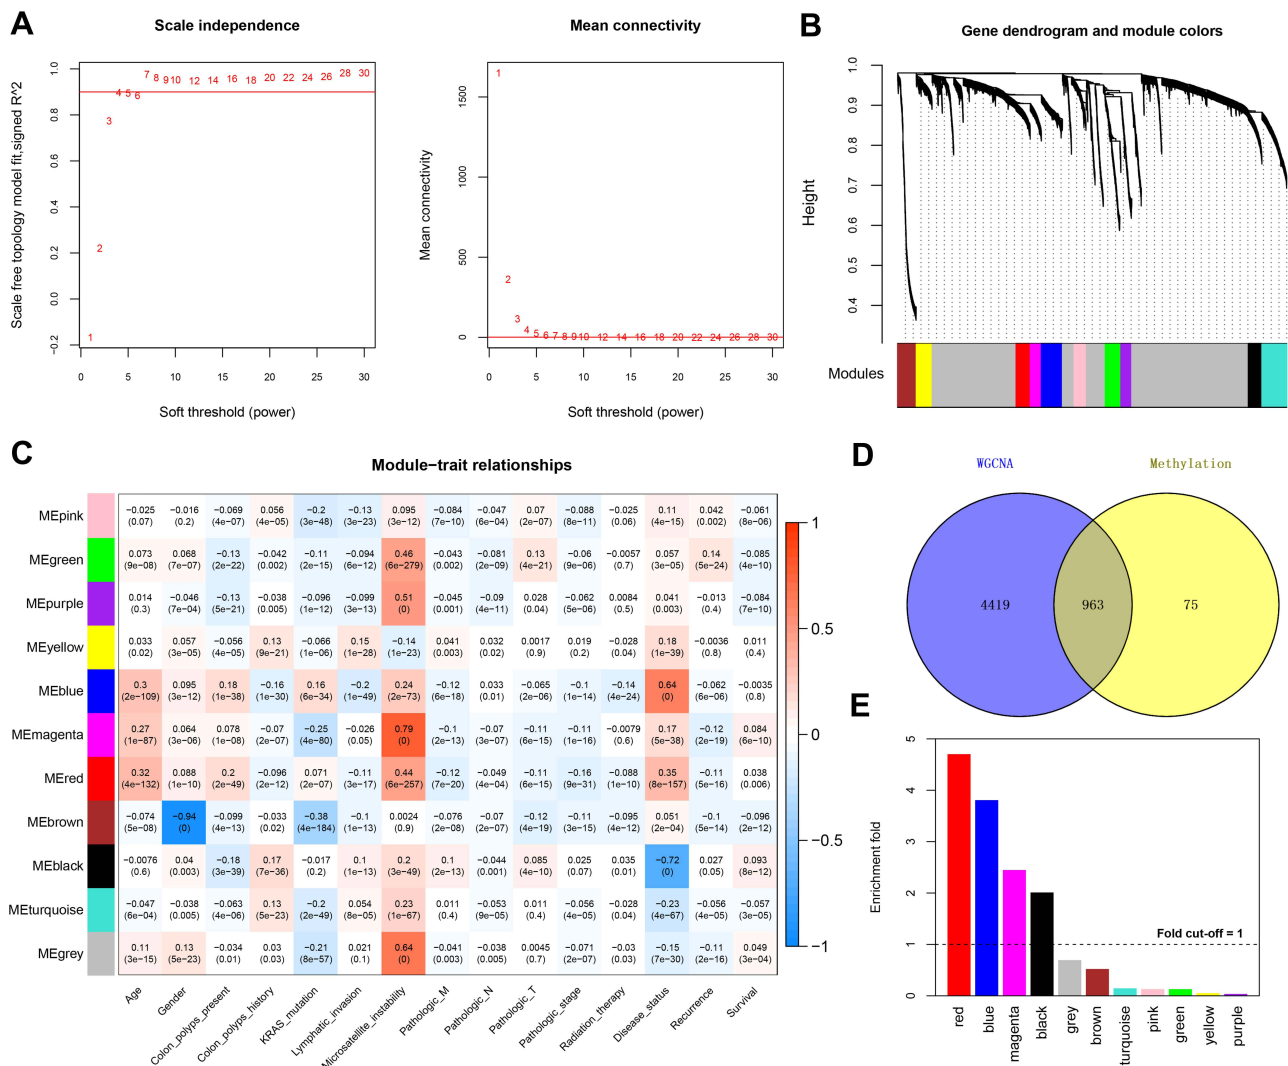 A
Scale independence
Scale free topology model fit,signed R^2
1.0
0.8
0.6
0.4
0.2
0.0
−0.2
1
2
3
4 5 6
7 8 9 10 12 14 16 18 20 22 24 26 28 30
0 5 10 15 20 25 30
Soft threshold (power)
Mean connectivity
Mean connectivity
1500
1000
500
0
1
2
3
4 5 6 7 8 9 10 12 14 16 18 20 22 24 26 28 30
0 5 10 15 20 25 30
Soft threshold (power)
B
Gene dendrogram and module colors
Height
1.0
0.9
0.8
0.7
0.6
0.5
0.4
Modules
C
Module−trait relationships
MEpink −0.025 −0.016 −0.069 0.056 −0.2 −0.13 0.095 −0.084 −0.047 0.07 −0.088 −0.025 0.11 0.042 −0.061
(0.07) (0.2) (4e−07) (4e−05) (3e−48) (3e−23) (3e−12) (7e−10) (6e−04) (2e−07) (8e−11) (0.06) (4e−15) (0.002) (8e−06)
MEgreen 0.073 0.068 −0.13 −0.042 −0.11 −0.094 0.46 −0.043 −0.081 0.13 −0.06 −0.0057 0.057 0.14 −0.085
(9e−08) (7e−07) (2e−22) (0.002) (2e−15) (6e−12) (6e−279) (0.002) (2e−09) (4e−21) (9e−06) (0.7) (3e−05) (5e−24) (4e−10)
MEpurple 0.014 −0.046 −0.13 −0.038 −0.096 −0.099 0.51 −0.045 −0.09 0.028 −0.062 0.0084 0.041 −0.013 −0.084
(0.3) (7e−04) (5e−21) (0.005) (1e−12) (3e−13) (0) (0.001) (4e−11) (0.04) (5e−06) (0.5) (0.003) (0.4) (7e−10)
MEyellow 0.033 0.057 −0.056 0.13 −0.066 0.15 −0.14 0.041 0.032 0.0017 0.019 −0.028 0.18 −0.0036 0.011
(0.02) (3e−05) (4e−05) (9e−21) (1e−06) (1e−28) (1e−23) (0.003) (0.02) (0.9) (0.2) (0.04) (1e−39) (0.8) (0.4)
MEblue 0.3 0.095 0.18 −0.16 0.16 −0.2 0.24 −0.12 0.033 −0.065 −0.1 −0.14 0.64 −0.062 −0.0035
(2e−109) (3e−12) (1e−38) (1e−30) (6e−34) (1e−49) (2e−73) (6e−18) (0.01) (2e−06) (1e−14) (4e−24) (0) (6e−06) (0.8)
MEmagenta 0.27 0.064 0.078 −0.07 −0.25 −0.026 0.79 −0.1 −0.07 −0.11 −0.11 −0.0079 0.17 −0.12 0.084
(1e−87) (3e−06) (1e−08) (2e−07) (4e−80) (0.05) (0) (2e−13) (3e−07) (6e−15) (1e−16) (0.6) (5e−38) (2e−19) (6e−10)
MEred 0.32 0.088 0.2 −0.096 0.071 −0.11 0.44 −0.12 −0.049 −0.11 −0.16 −0.088 0.35 −0.11 0.038
(4e−132) (1e−10) (2e−49) (2e−12) (2e−07) (3e−17) (6e−257) (7e−20) (4e−04) (6e−15) (9e−31) (1e−10) (8e−157) (5e−16) (0.006)
MEbrown −0.074 −0.94 −0.099 −0.033 −0.38 −0.1 0.0024 −0.076 −0.07 −0.12 −0.11 −0.095 0.051 −0.1 −0.096
(5e−08) (0) (4e−13) (0.02) (4e−184) (1e−13) (0.9) (2e−08) (2e−07) (4e−19) (3e−15) (4e−12) (2e−04) (5e−14) (2e−12)
MEblack −0.0076 0.04 −0.18 0.17 −0.017 0.1 0.2 0.1 −0.044 0.085 0.025 0.035 −0.72 0.027 0.093
(0.6) (0.003) (3e−39) (7e−36) (0.2) (1e−13) (3e−49) (2e−13) (0.001) (4e−10) (0.07) (0.01) (0) (0.05) (8e−12)
MEturquoise −0.047 −0.038 −0.063 0.13 −0.2 0.054 0.23 0.011 −0.053 0.011 −0.056 −0.028 −0.23 −0.056 −0.057
(6e−04) (0.005) (4e−06) (5e−23) (2e−49) (8e−05) (1e−67) (0.4) (9e−05) (0.4) (4e−05) (0.04) (4e−67) (4e−05) (3e−05)
MEgrey 0.11 0.13 −0.034 0.03 −0.21 0.021 0.64 −0.041 −0.038 0.0045 −0.071 −0.03 −0.15 −0.11 0.049
(3e−15) (5e−23) (0.01) (0.03) (8e−57) (0.1) (0) (0.003) (0.005) (0.7) (2e−07) (0.03) (7e−30) (2e−16) (3e−04)
Age
Gender
Colon_polyps_present
Colon_polyps_history
KRAS_mutation
Lymphatic_invasion
Microsatellite_instability
Pathologic_M
Pathologic_N
Pathologic_T
Pathologic_stage
Radiation_therapy
Disease_status
Recurrence
Survival
1
0.5
0
−0.5
−1
D
WGCNA
Methylation
4419 963 75
E
Enrichment fold
5
4
3
2
1
0
Fold cut−off = 1
red
blue
magenta
black
grey
brown
turquoise
pink
green
yellow
purple